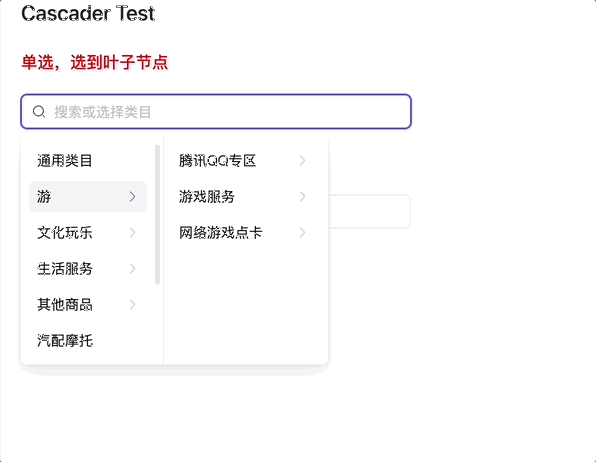 Cascader Test
单选，选到叶子节点
搜索或选择类目
通用类目
游
文化玩乐
生活服务
其他商品
汽配摩托
腾讯QQ专区
游戏服务
网络游戏点卡